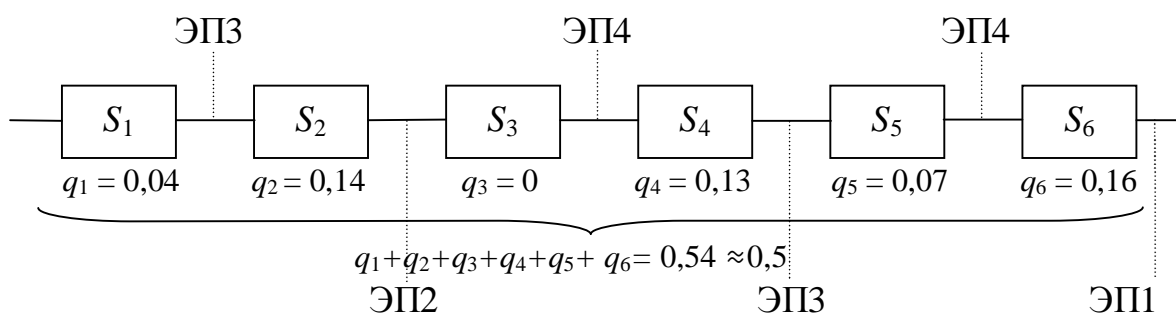 ЭП3 ЭП4 ЭП4
S1 S2 S3 S4 S5 S6
q1 = 0,04 q2 = 0,14 q3 = 0 q4 = 0,13 q5 = 0,07 q6 = 0,16
q1+q2+q3+q4+q5+ q6= 0,54 ≈0,5
ЭП2 ЭП3 ЭП1